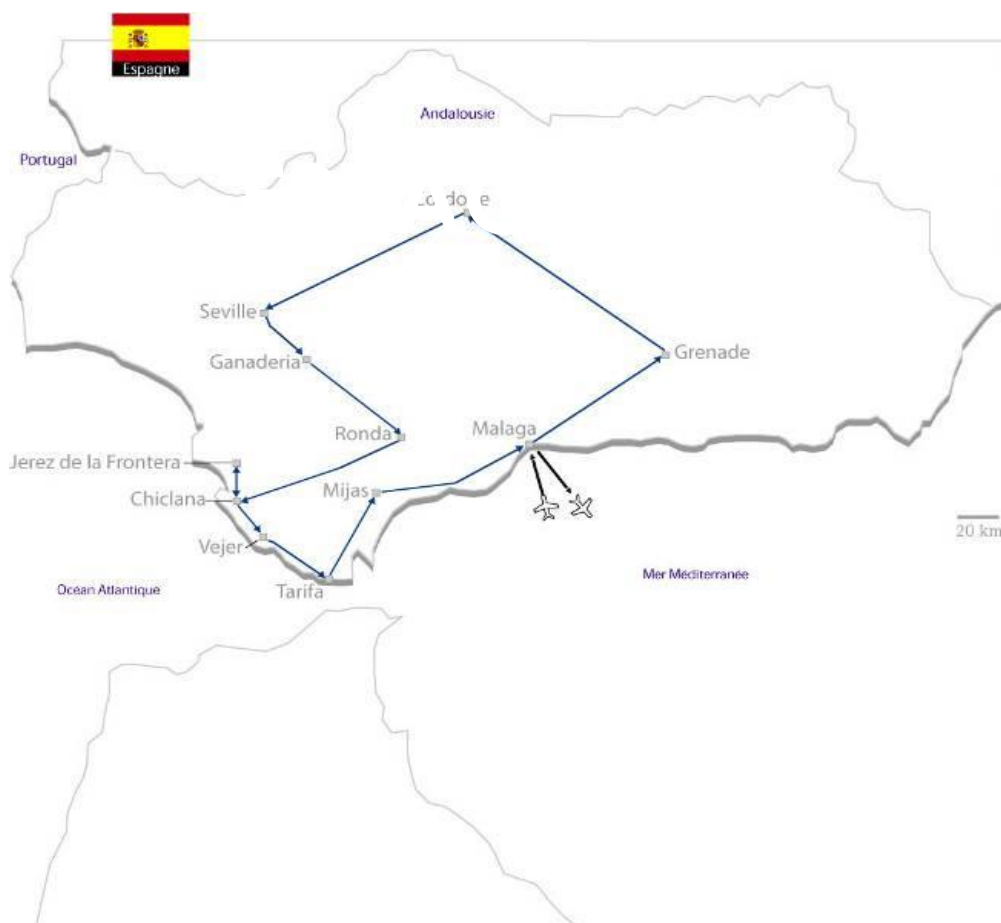 Espagne
Andalousie
Portugal
Seville
Grenade
Ganaderia
Malaga
Ronda
Jerez de la Frontera
Mijas
Chiclana
20 km
Vejer
Mer Méditerranée
Océan Atlantique
Tarifa